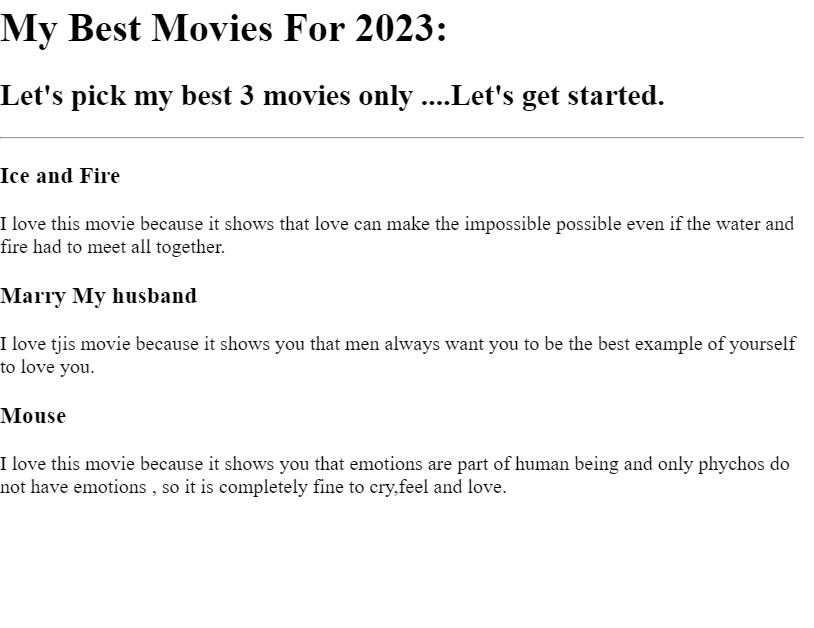 My Best Movies For 2023:
Let's pick my best 3 movies only ....Let's get started.
Ice and Fire
I love this movie because it shows that love can make the impossible possible even if the water and
fire had to meet all together.
Marry My husband
I love tjis movie because it shows you that men always want you to be the best example of yourself
to love you.
Mouse
I love this movie because it shows you that emotions are part of human being and only phychos do
not have emotions , so it is completely fine to cry,feel and love.